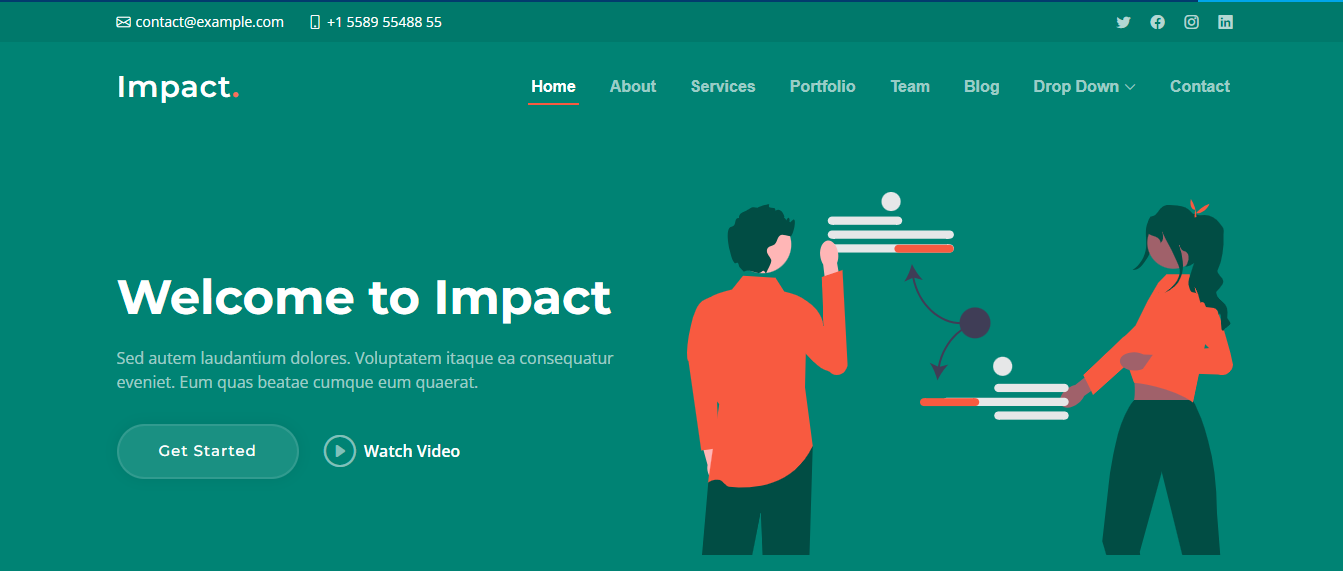 contact@example.com +1 5589 55488 55
Impact.
Home About Services Portfolio Team Blog Drop Down Contact
Welcome to Impact
Sed autem laudantium dolores. Voluptatem itaque ea consequatur
eveniet. Eum quas beatae cumque eum quaerat.
Get Started Watch Video